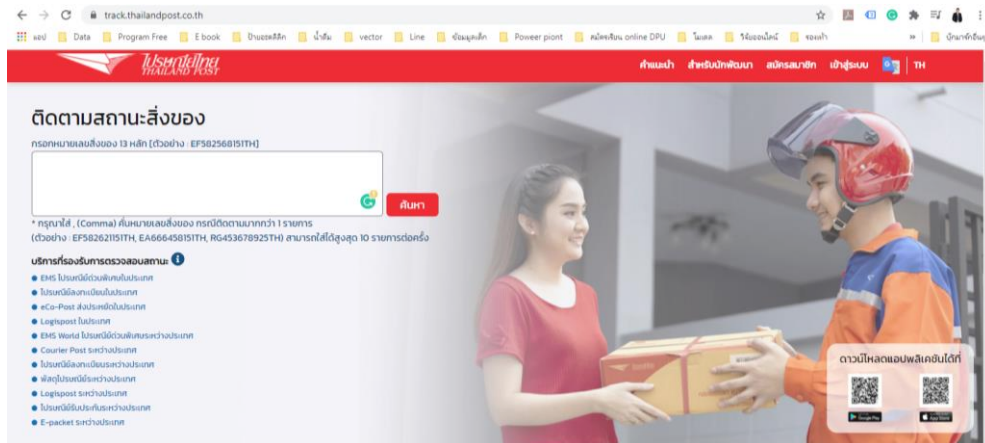 track.thailandpost.co.th
แอป Data Program Free E book ป้ายรถสีลีก น้ำส้ม vector Line ข้อมูลเด็ก Poweer piont สมัครเรียน online DPU โมเดล วิจัยออนไลน์ รองเท้า
ไปรษณีย์ไทย
THAILAND POST
คำแนะนำ สำหรับนักพัฒนา สมัครสมาชิก เข้าสู่ระบบ TH
ติดตามสถานะสิ่งของ
กรอกหมายเลขสิ่งของ 13 หลัก [ตัวอย่าง : EF582568151TH]
ค้นหา
* กรุณาใส่ , (Comma) คั่นหมายเลขสิ่งของ กรณีติดตามมากกว่า 1 รายการ
(ตัวอย่าง : EF582621151TH, EA666458151TH, RG453678925TH) สามารถใส่ได้สูงสุด 10 รายการต่อครั้ง
บริการที่รองรับการตรวจสอบสถานะ
EMS ไปรษณีย์ด่วนพิเศษในประเทศ
ไปรษณีย์ลงทะเบียนในประเทศ
eCo-Post ส่งประหยัดในประเทศ
Logispost ในประเทศ
EMS World ไปรษณีย์ด่วนพิเศษระหว่างประเทศ
Courier Post ระหว่างประเทศ
ไปรษณีย์ลงทะเบียนระหว่างประเทศ
พัสดุไปรษณีย์ระหว่างประเทศ
Logispost ระหว่างประเทศ
ไปรษณีย์รับประกันระหว่างประเทศ
E-packet ระหว่างประเทศ
ดาวน์โหลดแอปพลิเคชันได้ที่
Google Play App Store